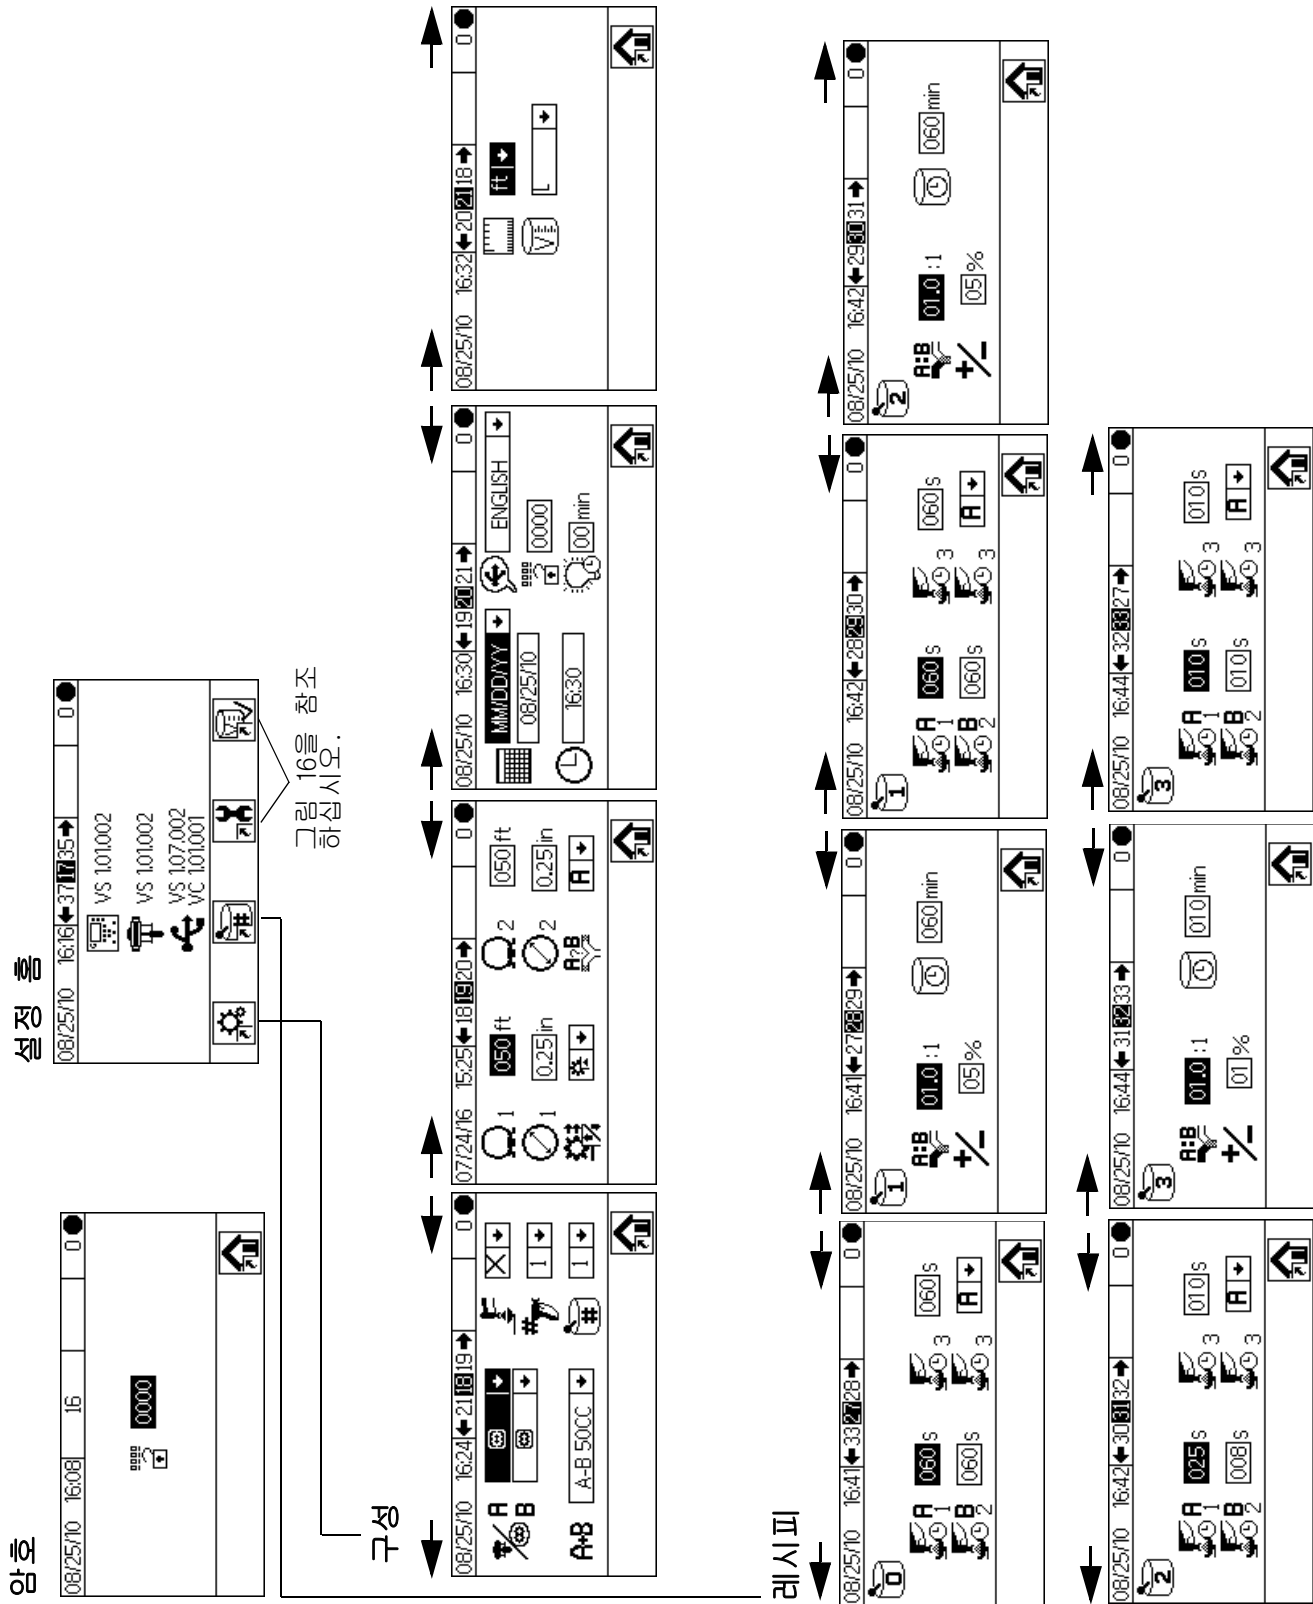 암호
08/25/10 16:08 16 0
0000
설정 홈
08/25/10 16:16 37 17 35 0
VS 1.01.002
VS 1.01.002
VS 1.07.002
VC 1.01.001
#
그림 16을 참조
하십시오.
구성
08/25/10 16:24 21 18 19 0
A
B
X
# 1
A+B A-B 50CC # 1
07/24/16 15:25 18 19 20 0
1 050 ft 2 050 ft
1 0.25 in 2 0.25 in
A?B A
08/25/10 16:30 19 20 21 0
MM/DD/YY ENGLISH
08/25/10 0000
16:30 00 min
08/25/10 16:32 20 21 18 0
ft
V L
레시피
08/25/10 16:41 33 27 28 0
0
A 1 060 s 3 060 s
B 2 060 s 3 A
08/25/10 16:41 27 28 29 0
1
A:B 01.0 :1 060 min
+/- 05 %
08/25/10 16:42 28 29 30 0
1
A 1 060 s 3 060 s
B 2 060 s 3 A
08/25/10 16:42 29 30 31 0
2
A:B 01.0 :1 060 min
+/- 05 %
08/25/10 16:42 30 31 32 0
2
A 1 025 s 3 010 s
B 2 008 s 3 A
08/25/10 16:44 31 32 33 0
3
A:B 01.0 :1 010 min
+/- 01 %
08/25/10 16:44 32 33 27 0
3
A 1 010 s 3 010 s
B 2 010 s 3 A